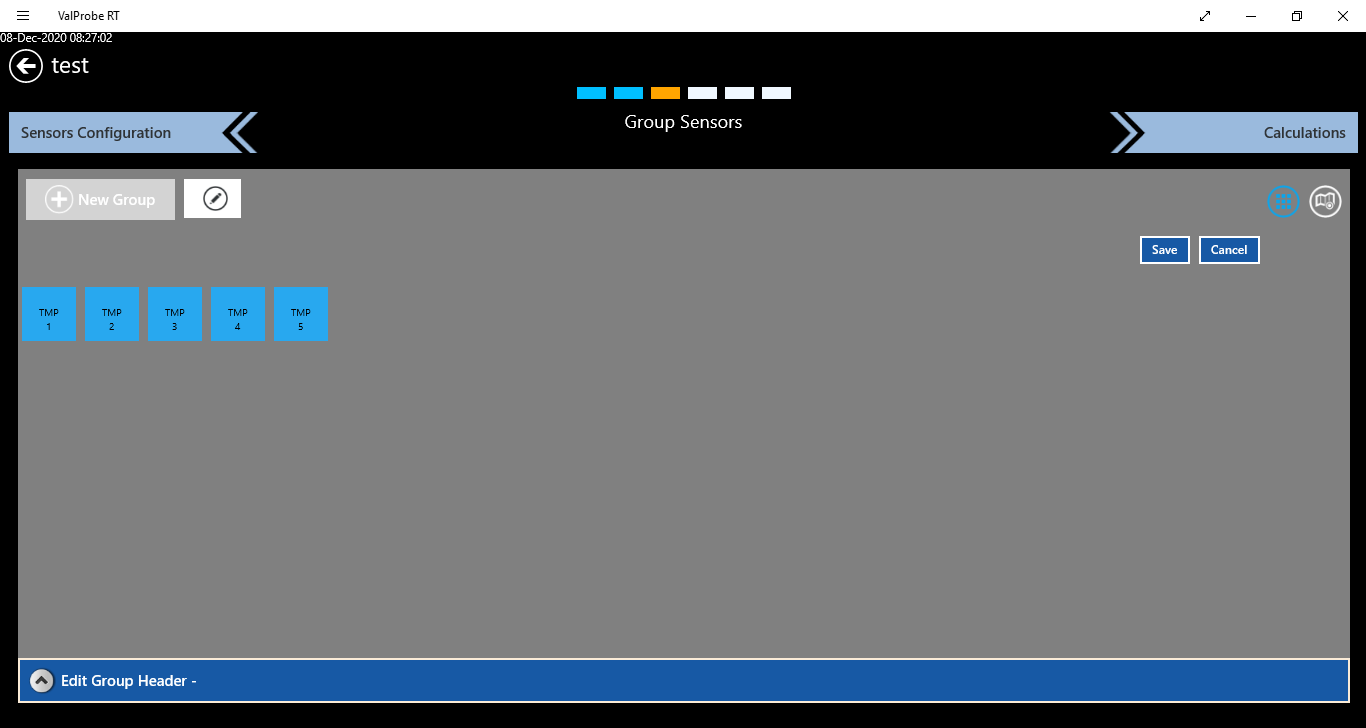 ValProbe RT
08-Dec-2020 08:27:02
test
Sensors Configuration
Group Sensors
Calculations
New Group
Save
Cancel
TMP
1
TMP
2
TMP
3
TMP
4
TMP
5
Edit Group Header -